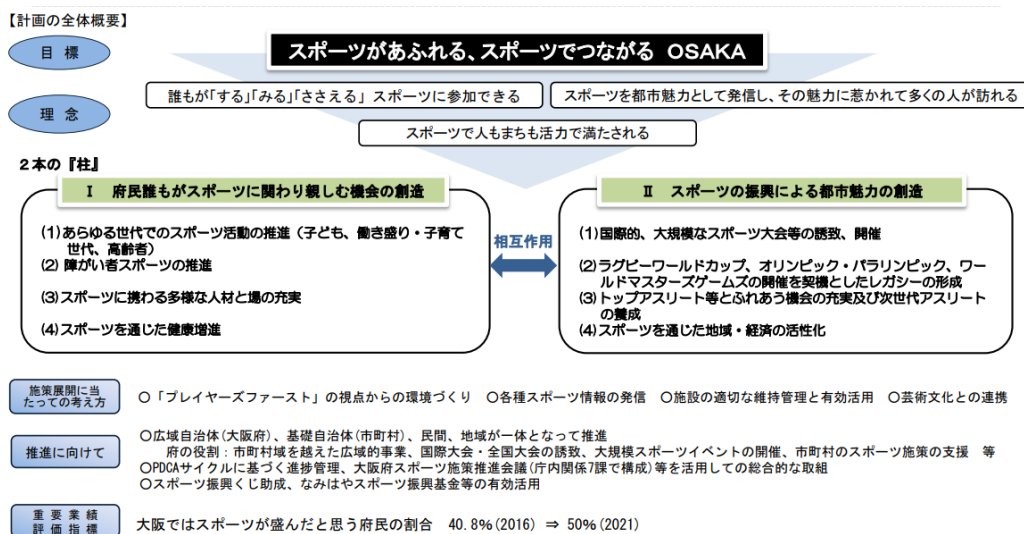 【計画の全体概要】
目 標
スポーツがあふれる、スポーツでつながる OSAKA
理 念
誰もが「する」「みる」「ささえる」 スポーツに参加できる
スポーツを都市魅力として発信し、その魅力に惹かれて多くの人が訪れる
スポーツで人もまちも活力で満たされる
２本の『柱』
Ⅰ 府民誰もがスポーツに関わり親しむ機会の創造
(1)あらゆる世代でのスポーツ活動の推進（子ども、働き盛り・子育て
世代、高齢者）
(2) 障がい者スポーツの推進
(3)スポーツに携わる多様な人材と場の充実
(4)スポーツを通じた健康増進
相互作用
Ⅱ スポーツの振興による都市魅力の創造
(1)国際的、大規模なスポーツ大会等の誘致、開催
(2)ラグビーワールドカップ、オリンピック・パラリンピック、ワー
ルドマスターズゲームズの開催を契機としたレガシーの形成
(3)トップアスリート等とふれあう機会の充実及び次世代アスリート
の養成
(4)スポーツを通じた地域・経済の活性化
施策展開に当
たっての考え方
○「プレイヤーズファースト」の視点からの環境づくり ○各種スポーツ情報の発信 ○施設の適切な維持管理と有効活用 ○芸術文化との連携
推進に向けて
○広域自治体(大阪府)、基礎自治体(市町村)、民間、地域が一体となって推進
府の役割：市町村域を越えた広域的事業、国際大会・全国大会の誘致、大規模スポーツイベントの開催、市町村のスポーツ施策の支援 等
○PDCAサイクルに基づく進捗管理、大阪府スポーツ施策推進会議(庁内関係7課で構成)等を活用しての総合的な取組
○スポーツ振興くじ助成、なみはやスポーツ振興基金等の有効活用
重 要 業 績
評 価 指 標
大阪ではスポーツが盛んだと思う府民の割合 40.8%(2016) ⇒ 50%(2021)